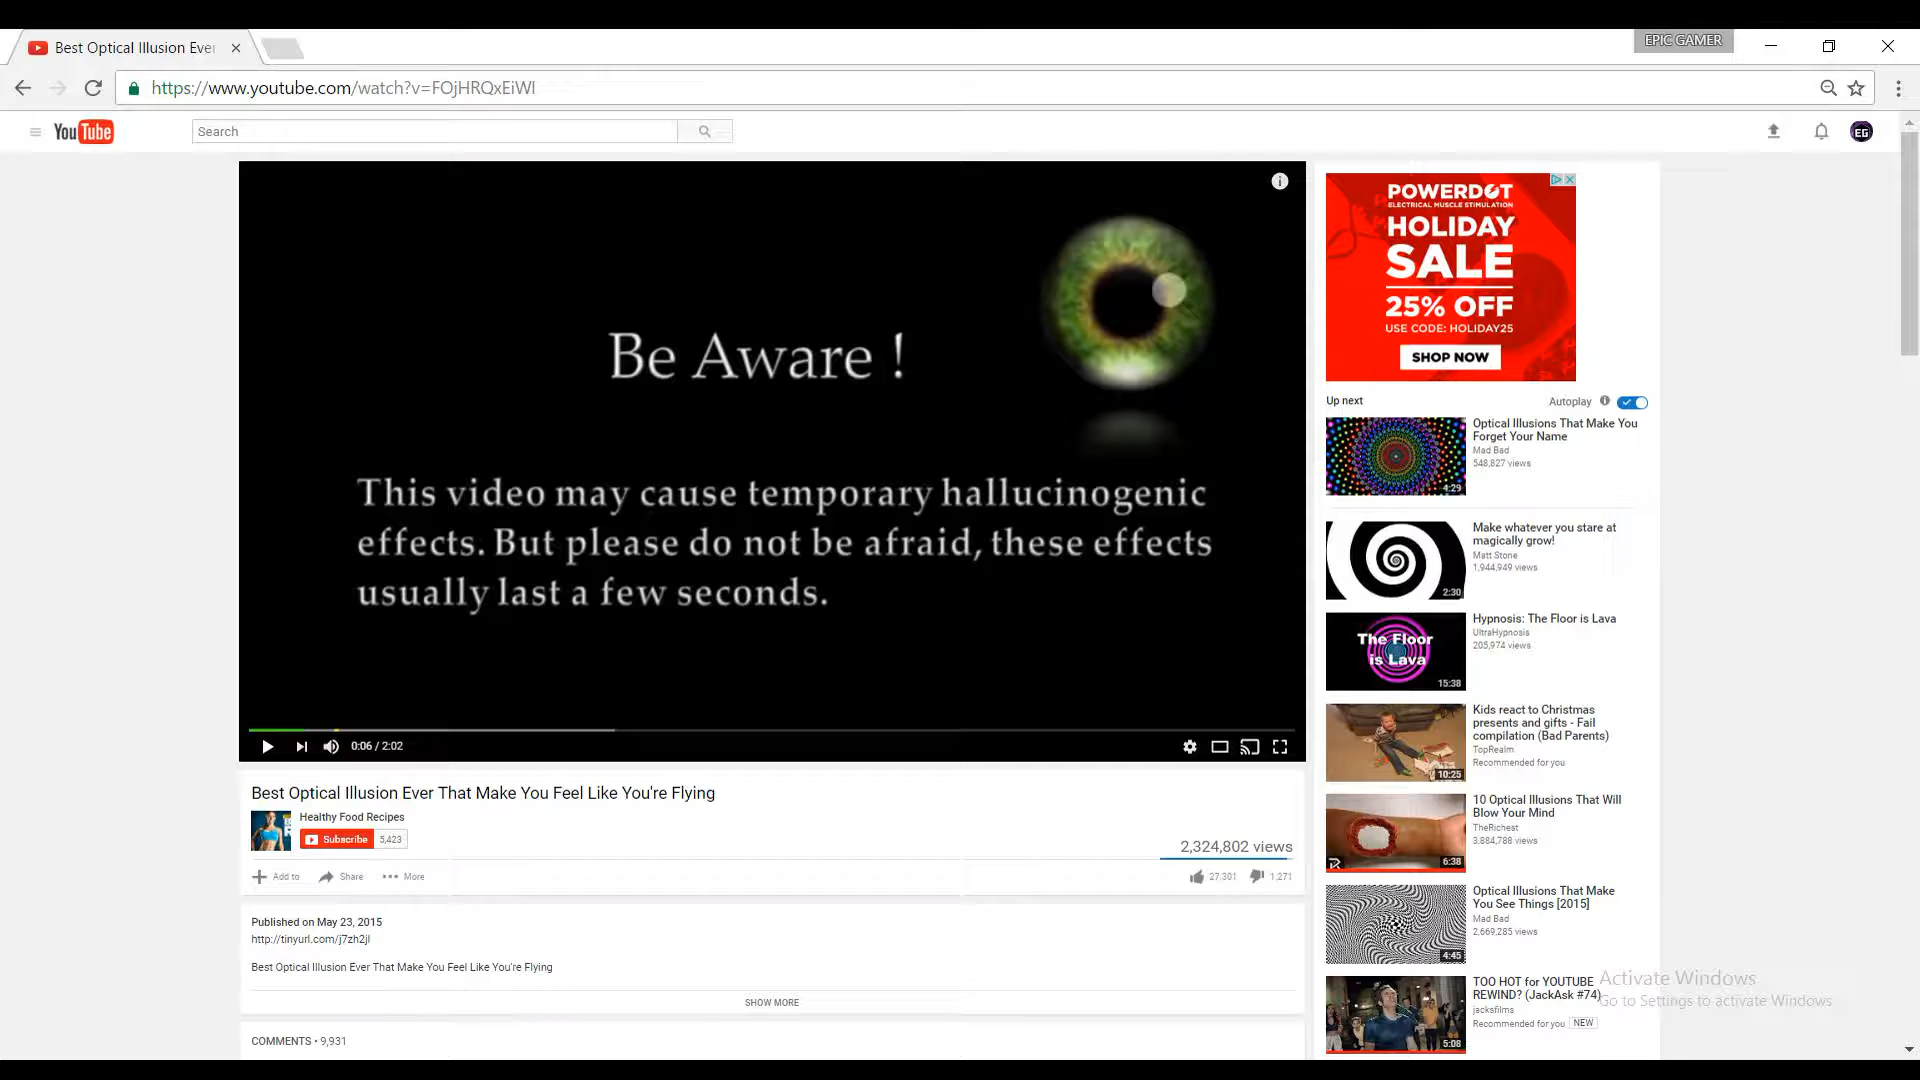 Best Optical Illusion Ever
EPIC GAMER
https://www.youtube.com/watch?v=FOjHRQxEiWI
YouTube
Search
EG
Be Aware !
This video may cause temporary hallucinogenic
effects. But please do not be afraid, these effects
usually last a few seconds.
0:06 / 2:02
Best Optical Illusion Ever That Make You Feel Like You're Flying
Healthy Food Recipes
Subscribe 5,423
2,324,802 views
Add to Share More
27,301 1,271
Published on May 23, 2015
http://tinyurl.com/j7zh2jl
Best Optical Illusion Ever That Make You Feel Like You're Flying
SHOW MORE
COMMENTS • 9,931
POWERDOT
ELECTRICAL MUSCLE STIMULATION
HOLIDAY
SALE
25% OFF
USE CODE: HOLIDAY25
SHOP NOW
Up next
Autoplay
Optical Illusions That Make You
Forget Your Name
Mad Bad
548,827 views
4:29
Make whatever you stare at
magically grow!
Matt Stone
1,944,949 views
2:30
Hypnosis: The Floor is Lava
UltraHypnosis
205,974 views
The Floor
is Lava
15:38
Kids react to Christmas
presents and gifts - Fail
compilation (Bad Parents)
TopRealm
Recommended for you
10:25
10 Optical Illusions That Will
Blow Your Mind
TheRichest
3,884,788 views
6:38
Optical Illusions That Make
You See Things [2015]
Mad Bad
2,669,285 views
4:45
TOO HOT for YOUTUBE
REWIND? (JackAsk #74)
jacksfilms
Recommended for you NEW
5:08
Activate Windows
Go to Settings to activate Windows